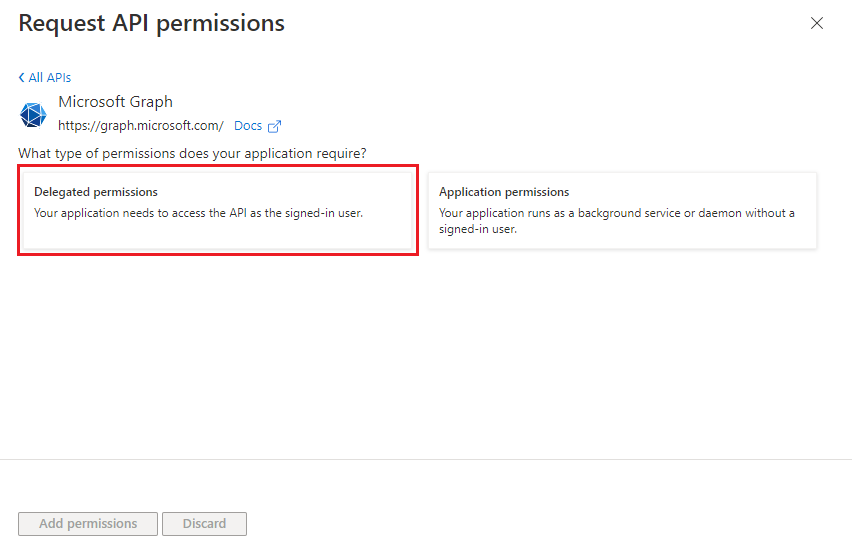 Request API permissions
All APIs
Microsoft Graph
https://graph.microsoft.com/ Docs
What type of permissions does your application require?
Delegated permissions
Your application needs to access the API as the signed-in user.
Application permissions
Your application runs as a background service or daemon without a
signed-in user.
Add permissions
Discard